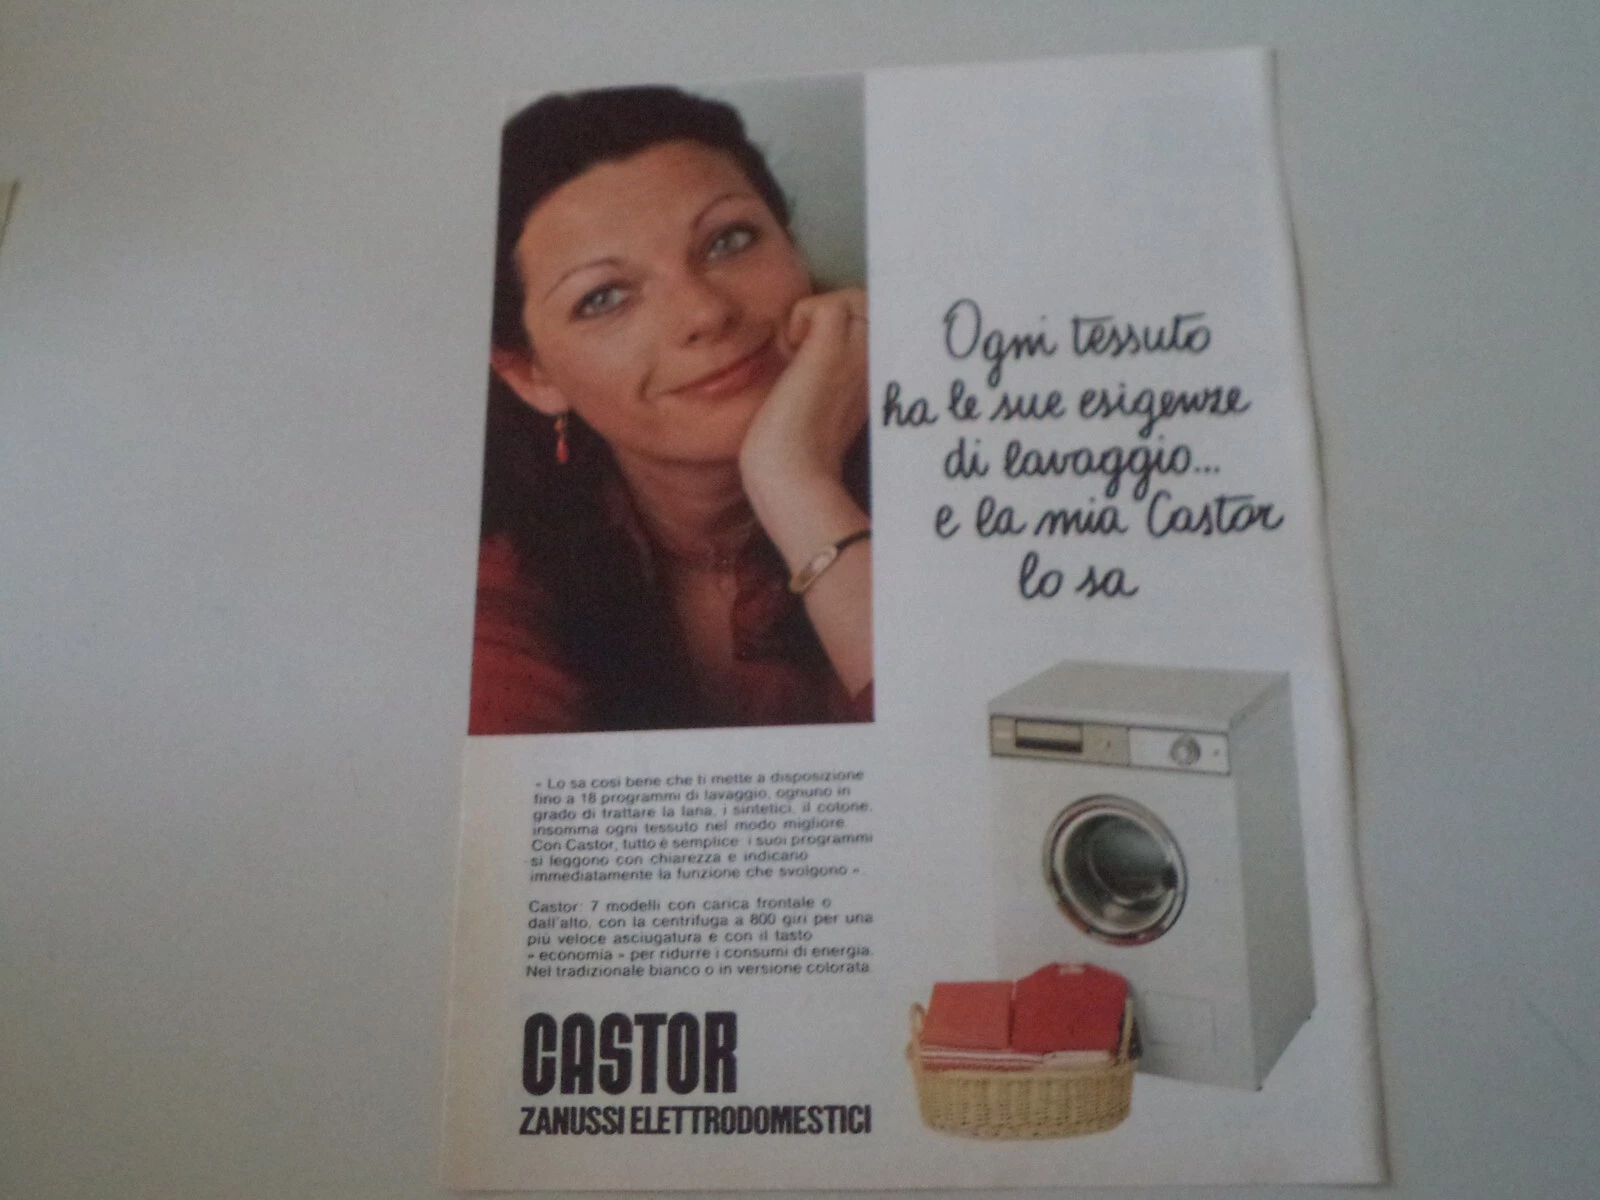 Ogni tessuto
ha le sue esigenze
di lavaggio...
e la mia Castor
lo sa
« Lo sa così bene che ti mette a disposizione
fino a 18 programmi di lavaggio, ognuno in
grado di trattare la lana, i sintetici, il cotone,
insomma ogni tessuto nel modo migliore.
Con Castor, tutto è semplice: i suoi programmi
si leggono con chiarezza e indicano
immediatamente la funzione che svolgono ».
Castor: 7 modelli con carica frontale o
dall'alto, con la centrifuga a 800 giri per una
più veloce asciugatura e con il tasto
« economia » per ridurre i consumi di energia.
Nel tradizionale bianco o in versione colorata.
CASTOR
ZANUSSI ELETTRODOMESTICI